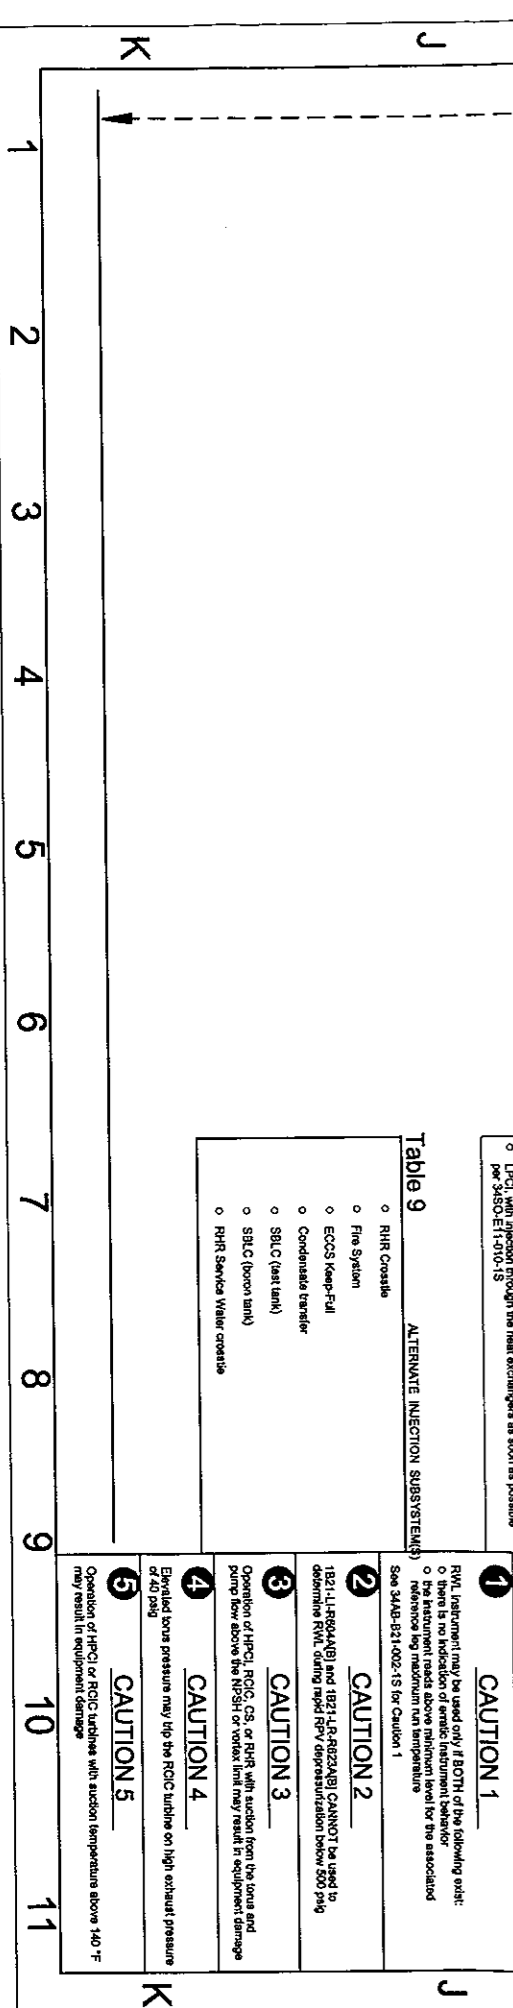 J
K
1
2
3
4
5
6
7
8
9
10
11
J
K
o LPCI, with injection through the heat exchangers as soon as possible
per 34SO-E11-010-1S
Table 9
ALTERNATE INJECTION SUBSYSTEM(S)
o RHR Crosstie
o Fire System
o ECCS Keep-Full
o Condensate transfer
o SBLC (test tank)
o SBLC (boron tank)
o RHR Service Water crosstie
1 CAUTION 1
RWL instrument may be used only if BOTH of the following exist:
o there is no indication of erratic instrument behavior
o the instrument reads above minimum level for the associated
reference leg maximum run temperature
See 34AB-B21-002-1S for Caution 1
2 CAUTION 2
1B21-LI-R604A[B] and 1B21-LR-R623A[B] CANNOT be used to
determine RWL during rapid RPV depressurization below 500 psig
3 CAUTION 3
Operation of HPCI, RCIC, CS, or RHR with suction from the torus and
pump flow above the NPSH or vortex limit may result in equipment damage
4 CAUTION 4
Elevated torus pressure may trip the RCIC turbine on high exhaust pressure
of 40 psig
5 CAUTION 5
Operation of HPCI or RCIC turbines with suction temperature above 140 °F
may result in equipment damage